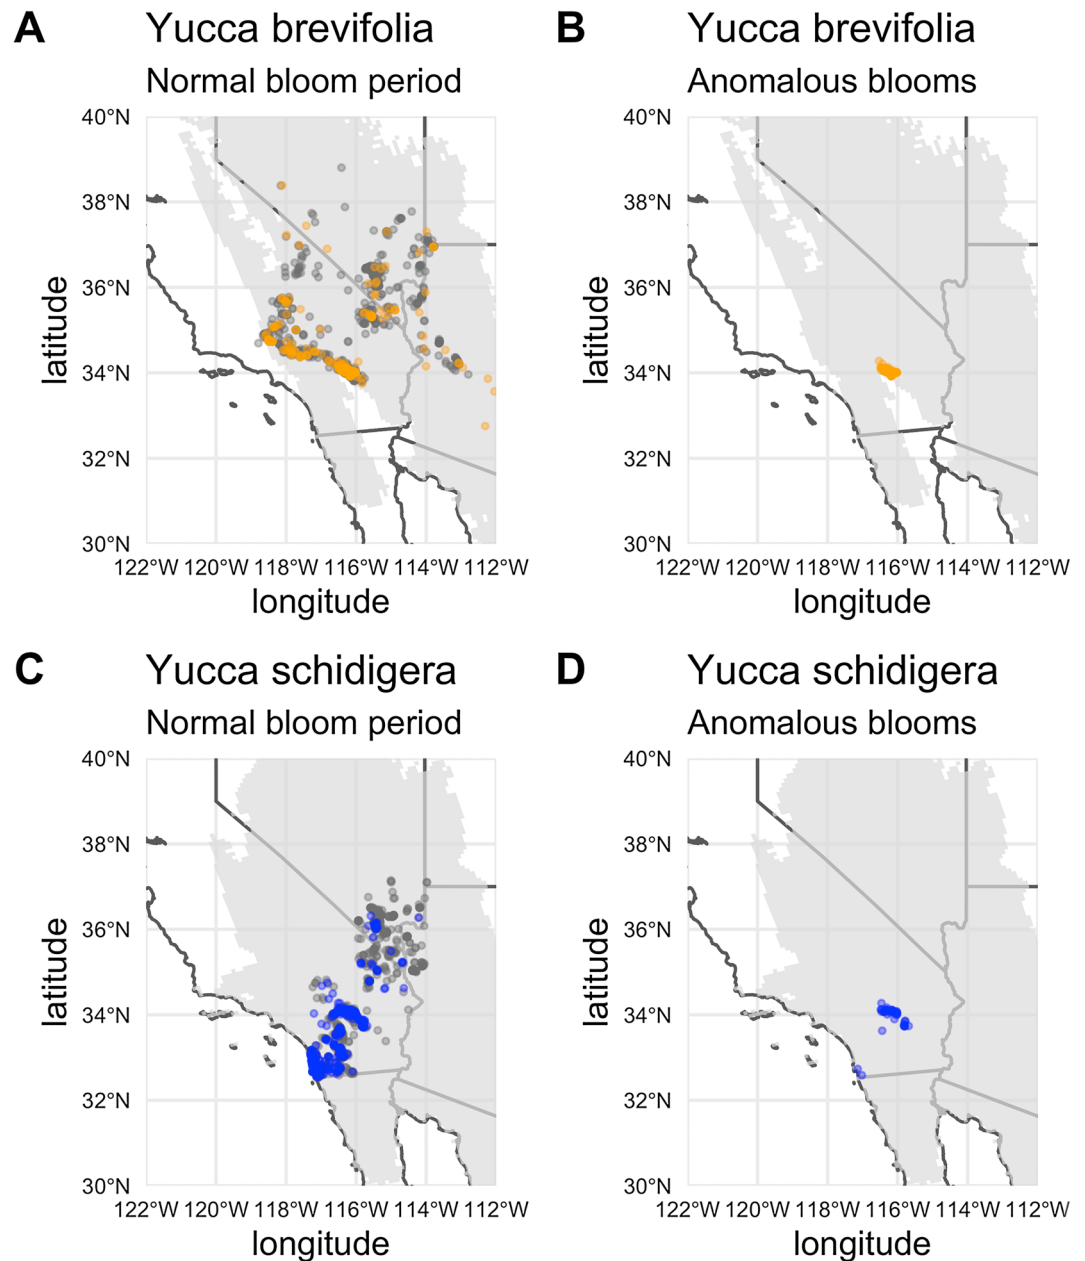 A
Yucca brevifolia
Normal bloom period
40°N
38°N
36°N
34°N
32°N
30°N
latitude
122°W 120°W 118°W 116°W 114°W 112°W
longitude
B
Yucca brevifolia
Anomalous blooms
40°N
38°N
36°N
34°N
32°N
30°N
latitude
122°W 120°W 118°W 116°W 114°W 112°W
longitude
C
Yucca schidigera
Normal bloom period
40°N
38°N
36°N
34°N
32°N
30°N
latitude
122°W 120°W 118°W 116°W 114°W 112°W
longitude
D
Yucca schidigera
Anomalous blooms
40°N
38°N
36°N
34°N
32°N
30°N
latitude
122°W 120°W 118°W 116°W 114°W 112°W
longitude